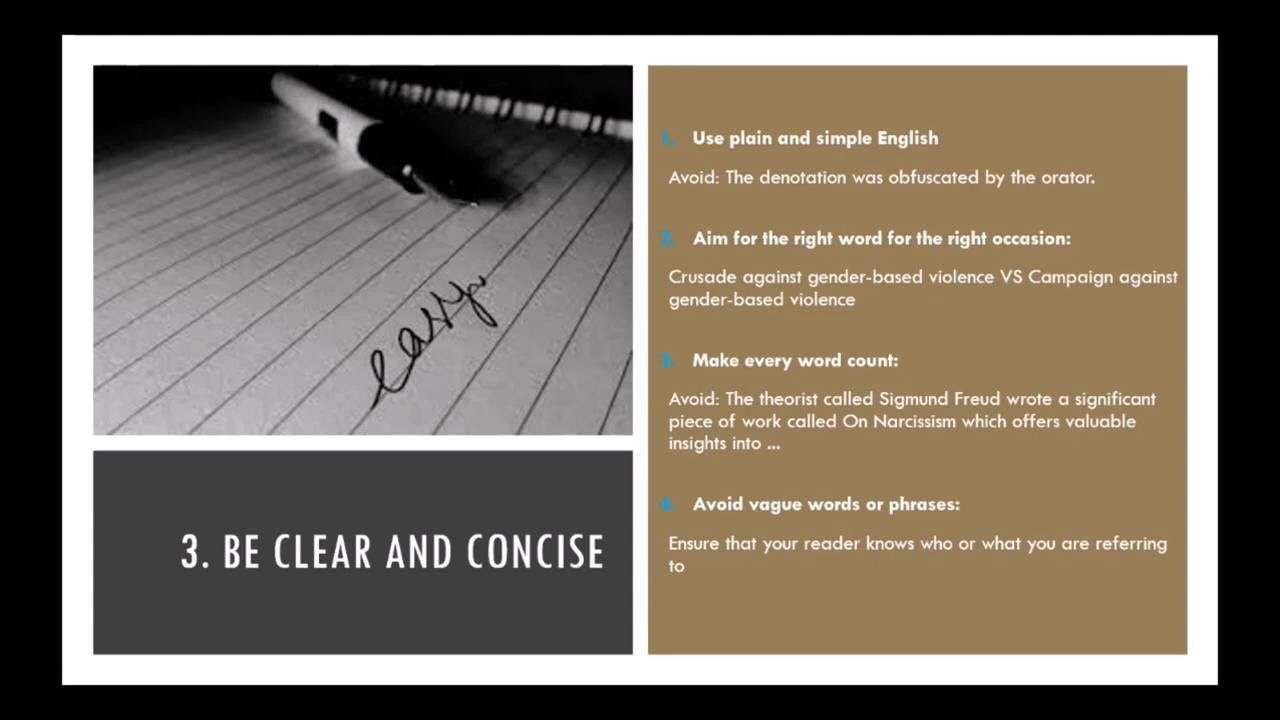 essay
3. BE CLEAR AND CONCISE
1. Use plain and simple English
Avoid: The denotation was obfuscated by the orator.
2. Aim for the right word for the right occasion:
Crusade against gender-based violence VS Campaign against
gender-based violence
3. Make every word count:
Avoid: The theorist called Sigmund Freud wrote a significant
piece of work called On Narcissism which offers valuable
insights into ...
4. Avoid vague words or phrases:
Ensure that your reader knows who or what you are referring
to